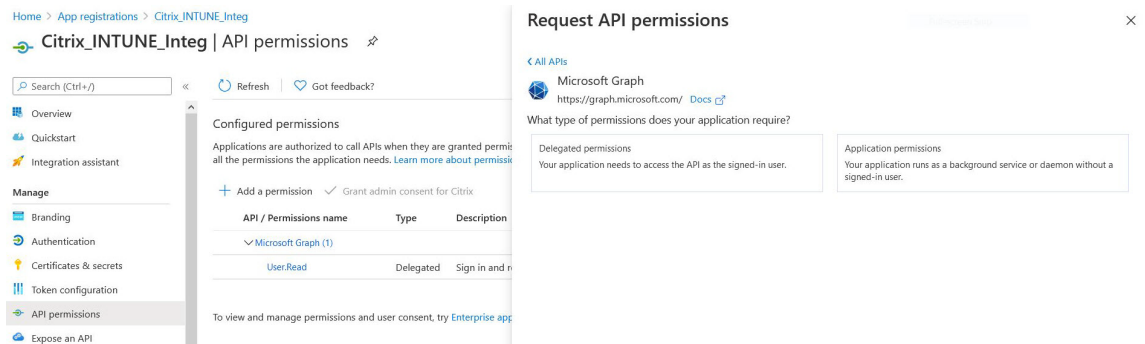 Home > App registrations > Citrix_INTUNE_Integ
Citrix_INTUNE_Integ | API permissions
Search (Ctrl+/)
«
Overview
Quickstart
Integration assistant
Manage
Branding
Authentication
Certificates & secrets
Token configuration
API permissions
Expose an API
Refresh
Got feedback?
Configured permissions
Applications are authorized to call APIs when they are granted permis
all the permissions the application needs. Learn more about permissio
Add a permission
Grant admin consent for Citrix
API / Permissions name Type Description
Microsoft Graph (1)
User.Read Delegated Sign in and r
To view and manage permissions and user consent, try Enterprise app
Request API permissions
All APIs
Microsoft Graph
https://graph.microsoft.com/ Docs
What type of permissions does your application require?
Delegated permissions
Your application needs to access the API as the signed-in user.
Application permissions
Your application runs as a background service or daemon without a
signed-in user.